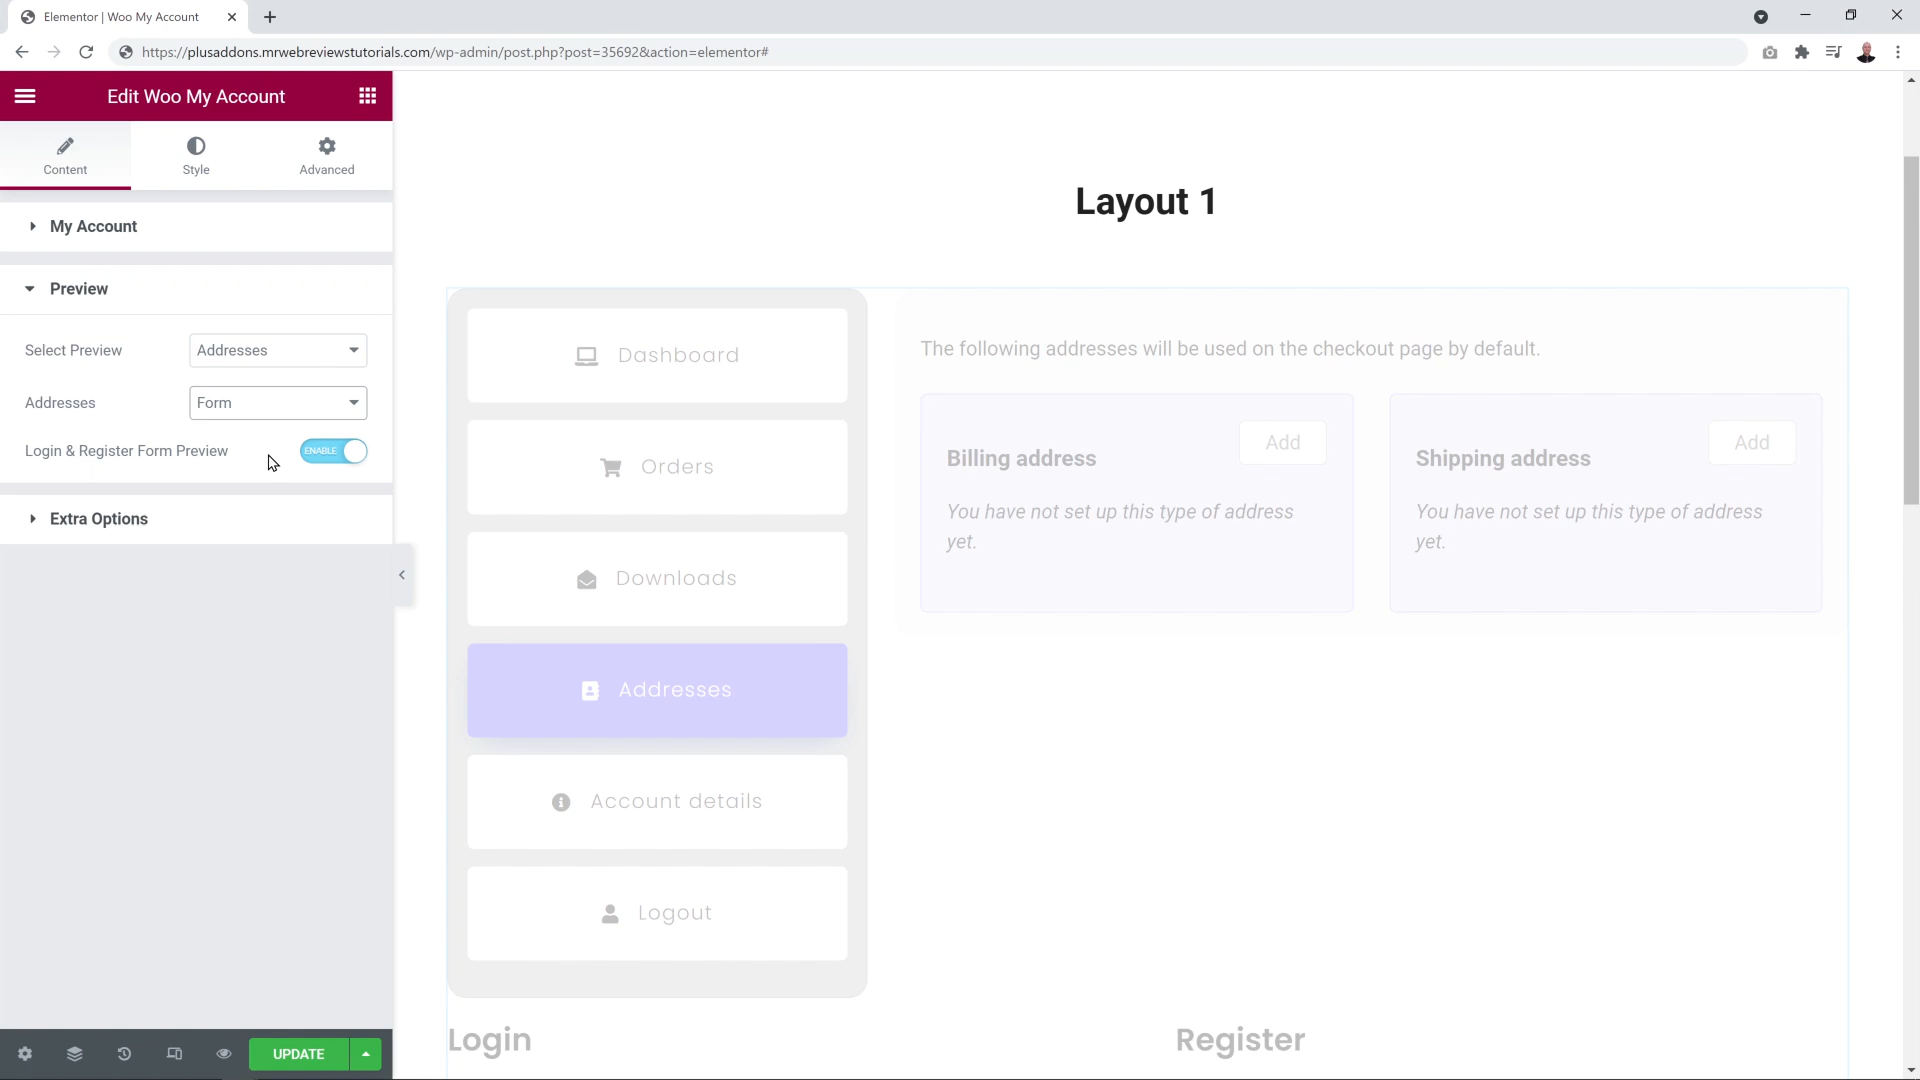 Elementor | Woo My Account
https://plusaddons.mrwebreviewstutorials.com/wp-admin/post.php?post=35692&action=elementor#
Edit Woo My Account
Content
Style
Advanced
My Account
Preview
Select Preview
Addresses
Addresses
Form
Login & Register Form Preview
ENABLE
Extra Options
UPDATE
Layout 1
Dashboard
Orders
Downloads
Addresses
Account details
Logout
The following addresses will be used on the checkout page by default.
Billing address
Add
You have not set up this type of address
yet.
Shipping address
Add
You have not set up this type of address
yet.
Login
Register